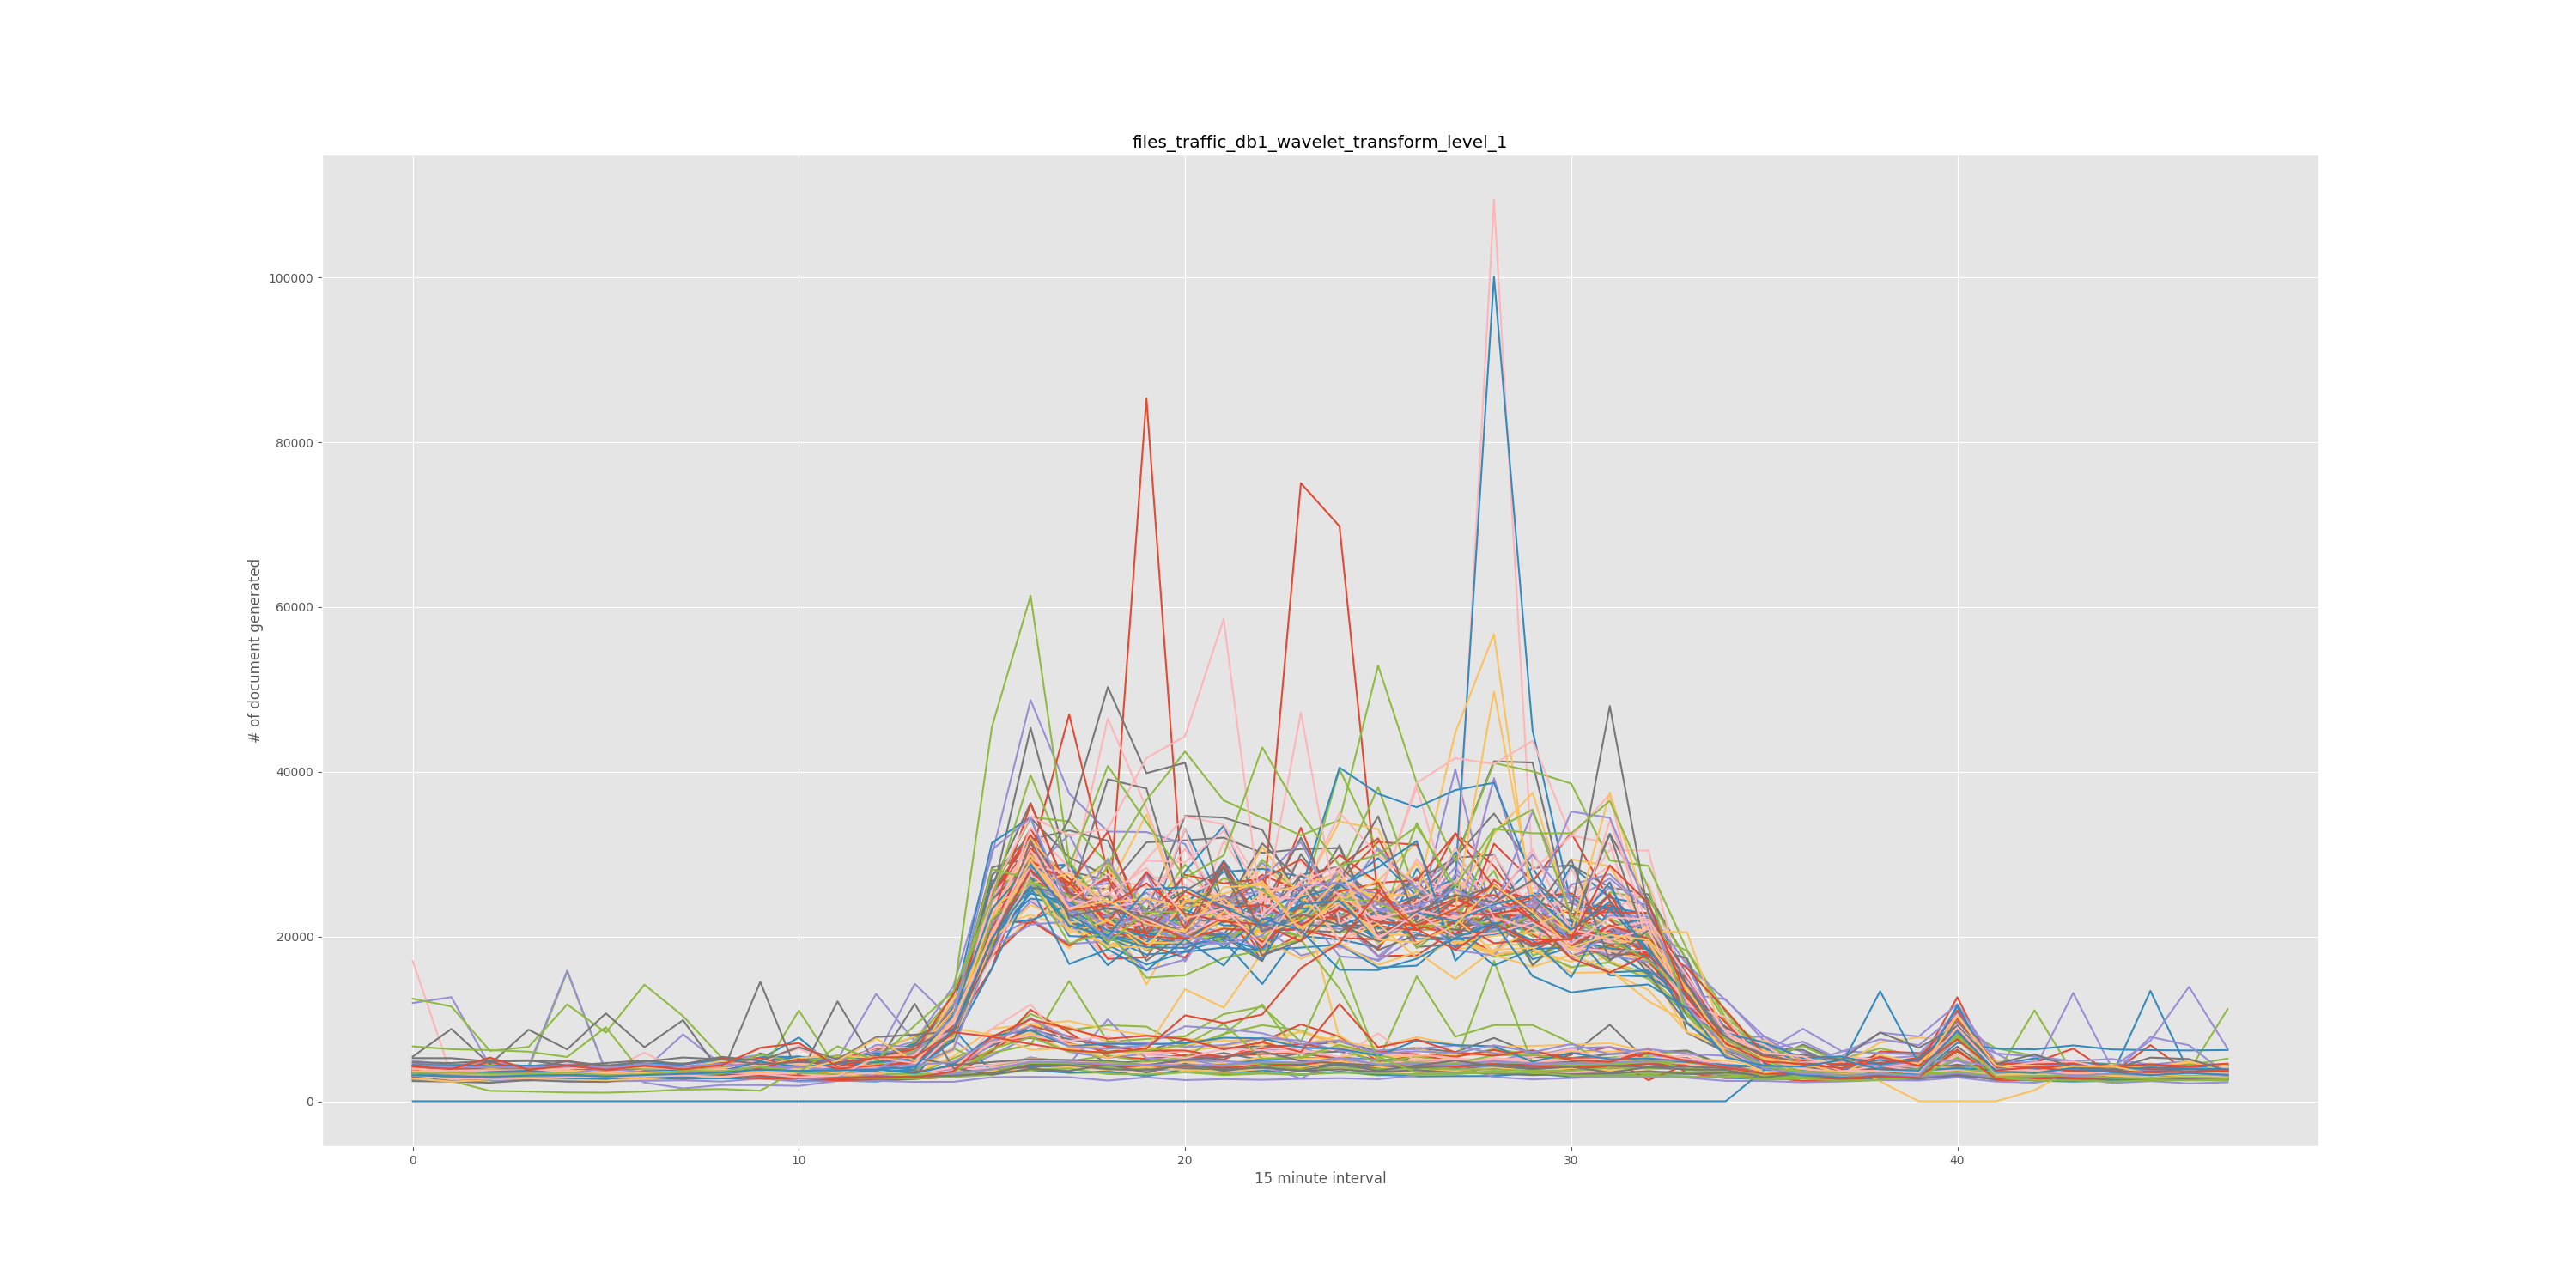 files_traffic_db1_wavelet_transform_level_1
# of document generated
100000
80000
60000
40000
20000
0
0 10 20 30 40
15 minute interval